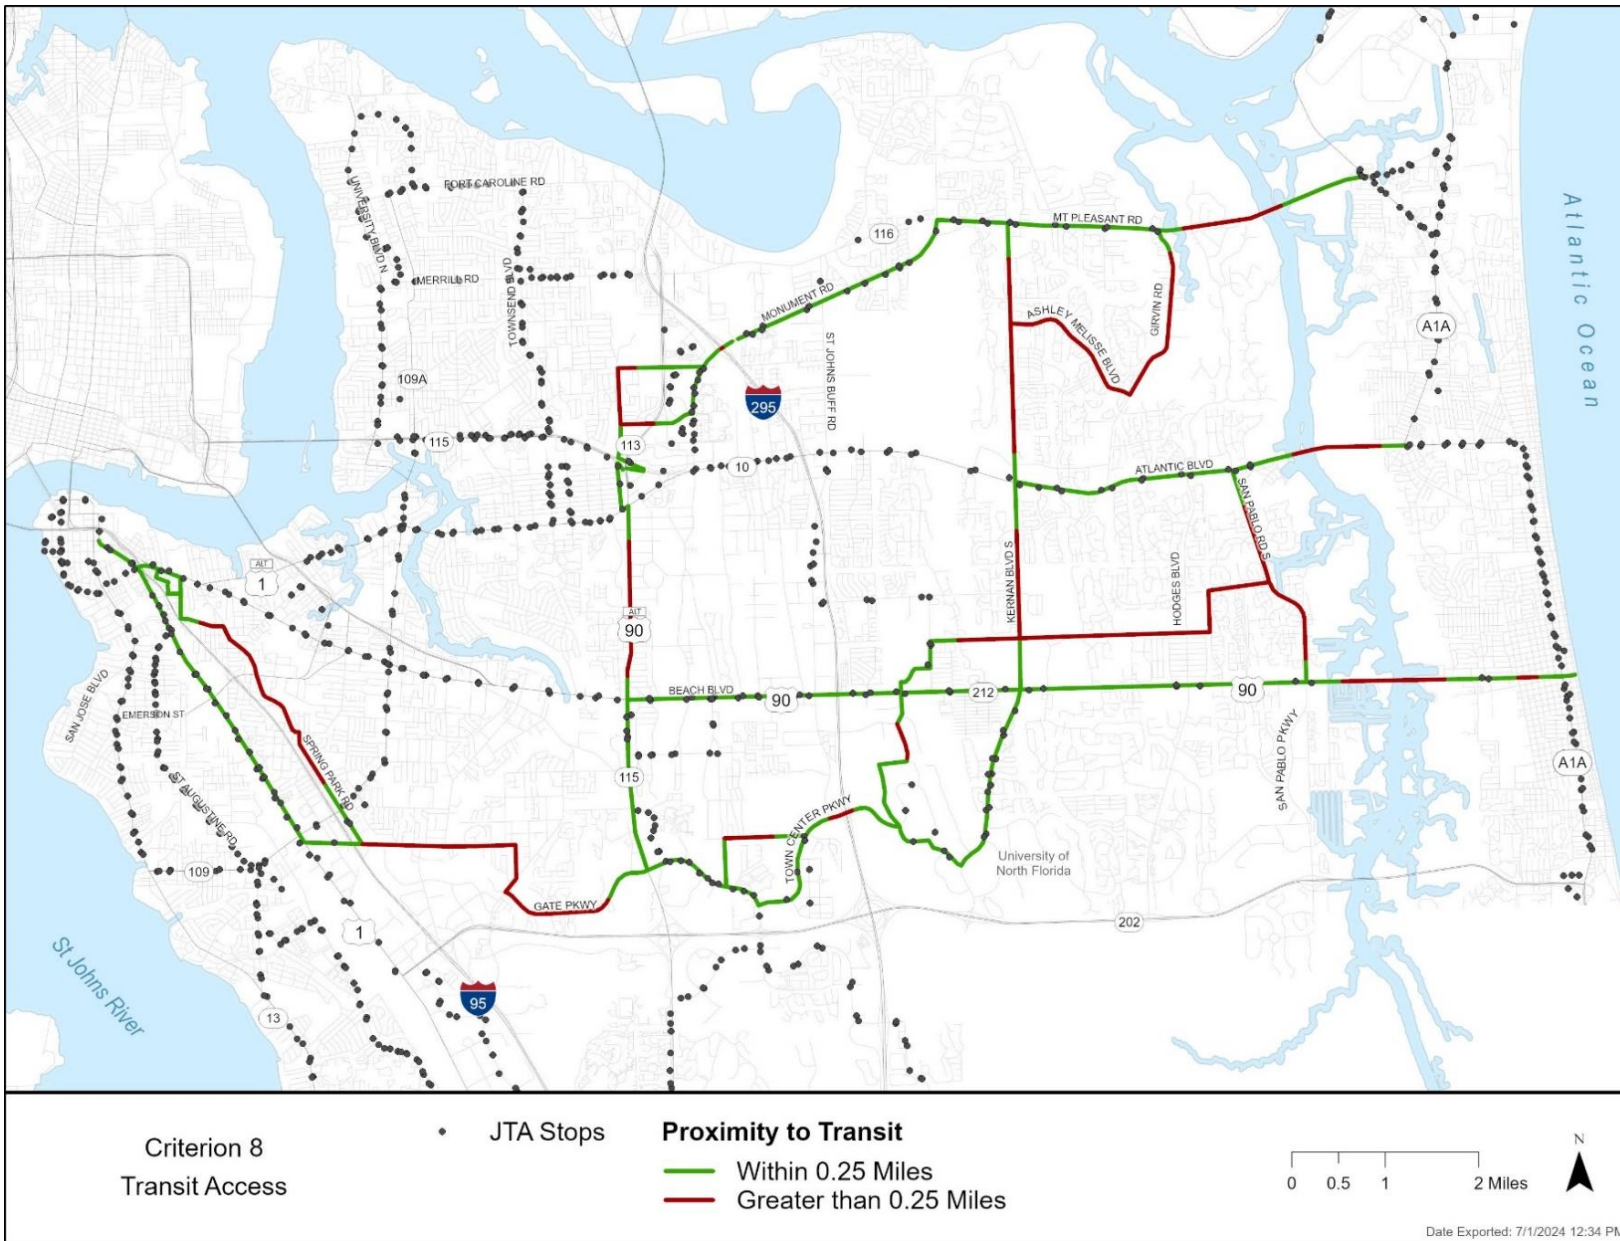 FORT CAROLINE RD
UNIVERSITY BLVD N
MERRILL RD
TOWNSEND BLVD
109A
115
116
MT PLEASANT RD
MONUMENT RD
ST JOHNS BUFF RD
ASHLEY MELISSE BLVD
GIRVIN RD
A1A
Atlantic Ocean
295
113
10
ATLANTIC BLVD
SAN PABLO RD S
KERNAN BLVD S
HODGES BLVD
ALT
1
ALT
90
BEACH BLVD
90
212
90
SAN JOSE BLVD
EMERSON ST
SPRING PARK RD
ST AUGUSTINE RD
115
SAN PABLO PKWY
A1A
TOWN CENTER PKWY
University of
North Florida
109
GATE PKWY
202
1
95
13
St Johns River
Criterion 8
Transit Access
JTA Stops
Proximity to Transit
Within 0.25 Miles
Greater than 0.25 Miles
0 0.5 1 2 Miles
N
Date Exported: 7/1/2024 12:34 PM